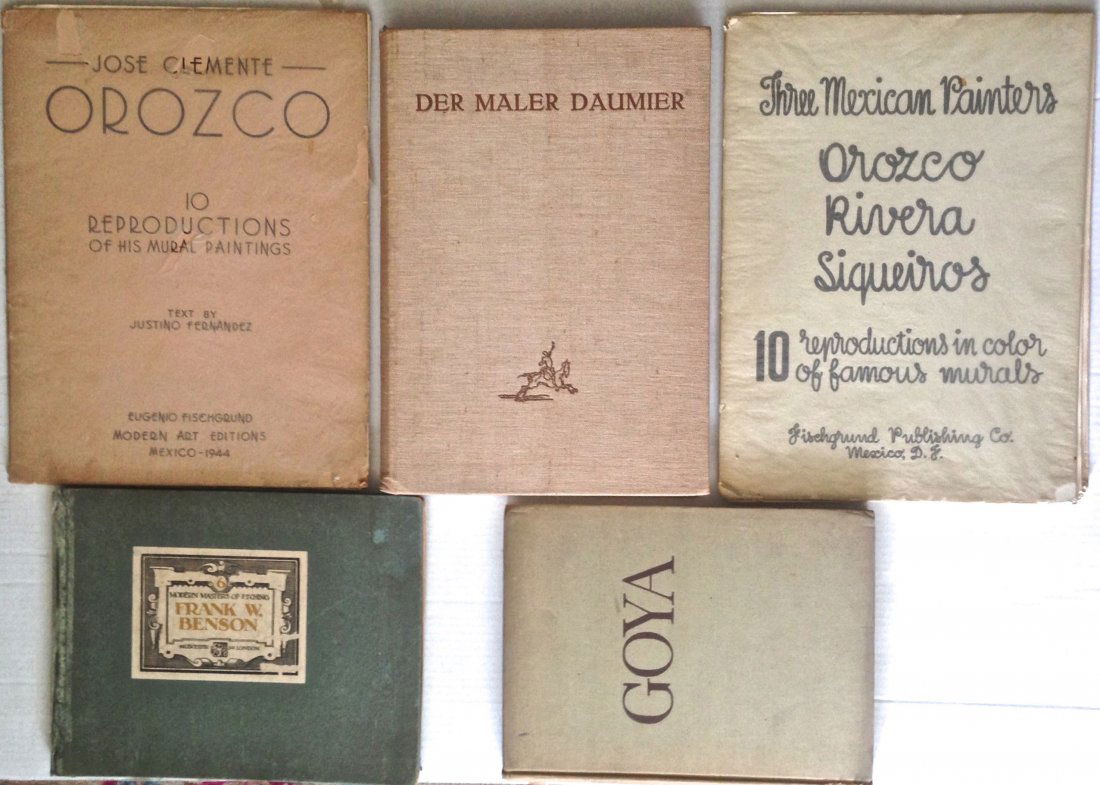 JOSE CLEMENTE
OROZCO
10
REPRODUCTIONS
OF HIS MURAL PAINTINGS
TEXT BY
JUSTINO FERNANDEZ
EUGENIO FISCHGRUND
MODERN ART EDITIONS
MEXICO-1944
DER MALER DAUMIER
Three Mexican Painters
Orozco
Rivera
Siqueiros
10 reproductions in color
of famous murals
Fischgrund Publishing Co.
Mexico, D. F.
6
MODERN MASTERS OF ETCHING
FRANK W.
BENSON
LONDON
GOYA